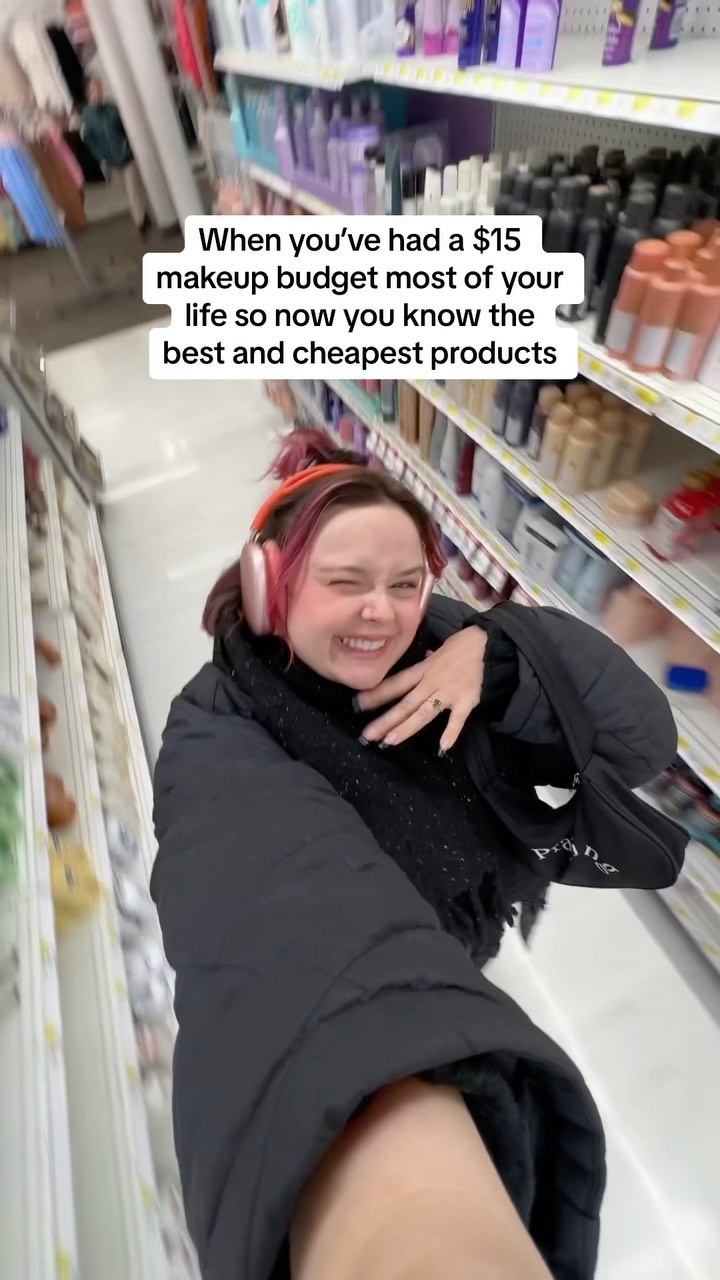 When you’ve had a $15
makeup budget most of your
life so now you know the
best and cheapest products
Praying